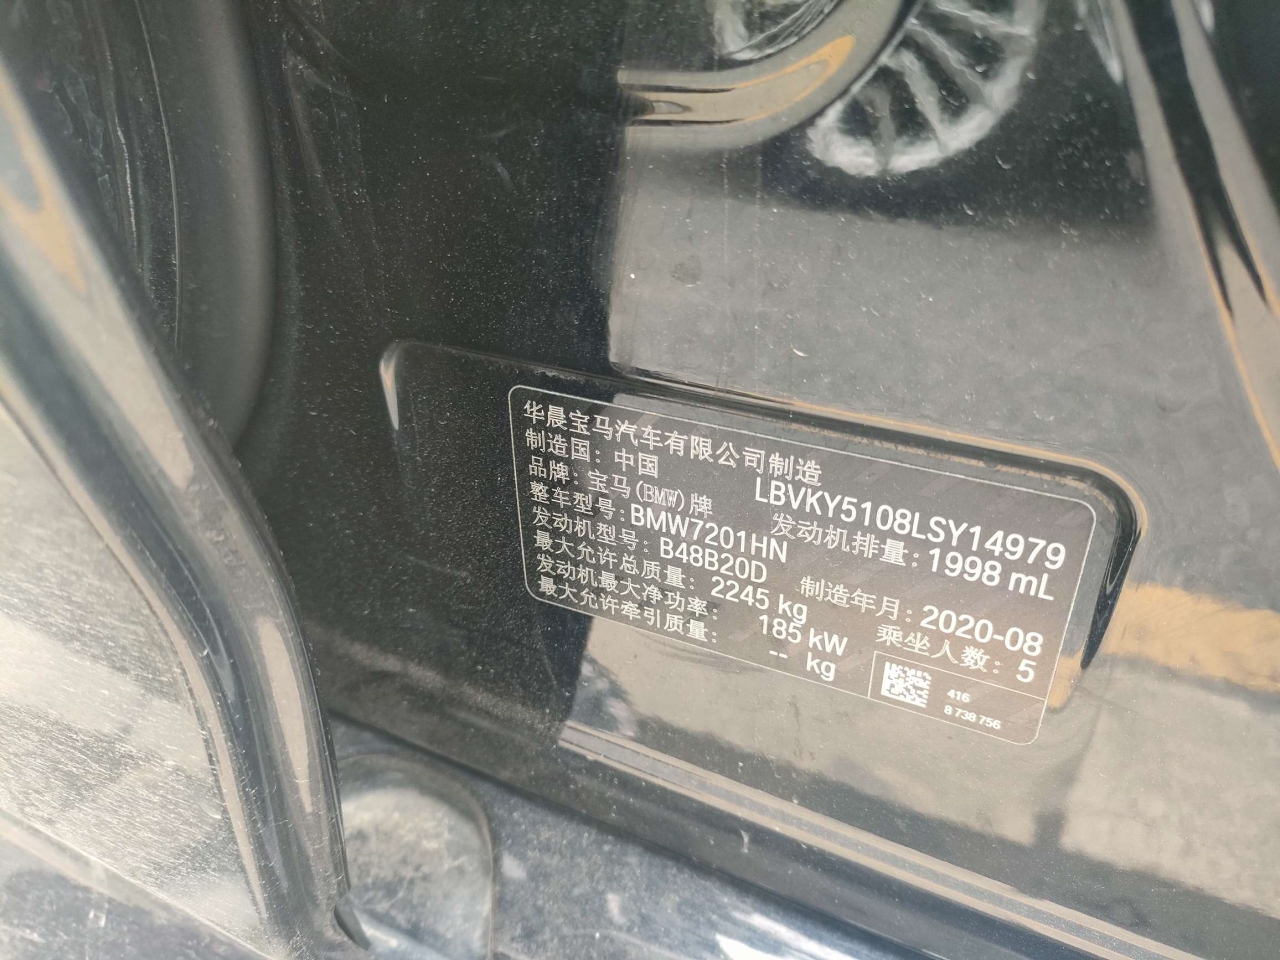 华晨宝马汽车有限公司制造
制造国：中国 LBVKY5108LSY14979
品牌：宝马(BMW)牌 发动机排量：1998 mL
整车型号：BMW7201HN
发动机型号：B48B20D 制造年月：2020-08
最大允许总质量：2245 kg 乘坐人数：5
发动机最大净功率：185 kW
最大允许牵引质量：-- kg
416
8 738 756